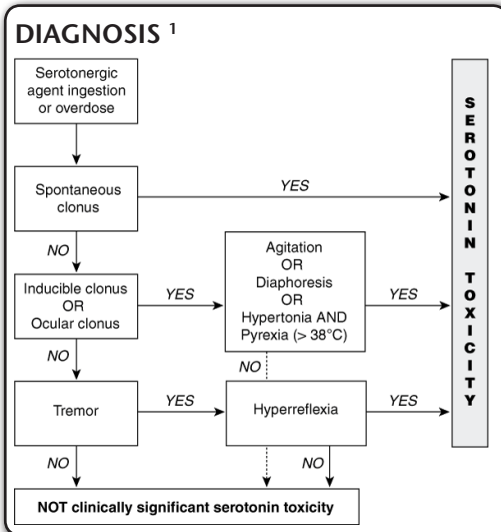 DIAGNOSIS 1
Serotonergic
agent ingestion
or overdose
Spontaneous
clonus
YES
NO
Inducible clonus
OR
Ocular clonus
YES
Agitation
OR
Diaphoresis
OR
Hypertonia AND
Pyrexia (> 38°C)
YES
NO
NO
Tremor
YES
Hyperreflexia
YES
NO
NO
NOT clinically significant serotonin toxicity
SEROTONIN TOXICITY